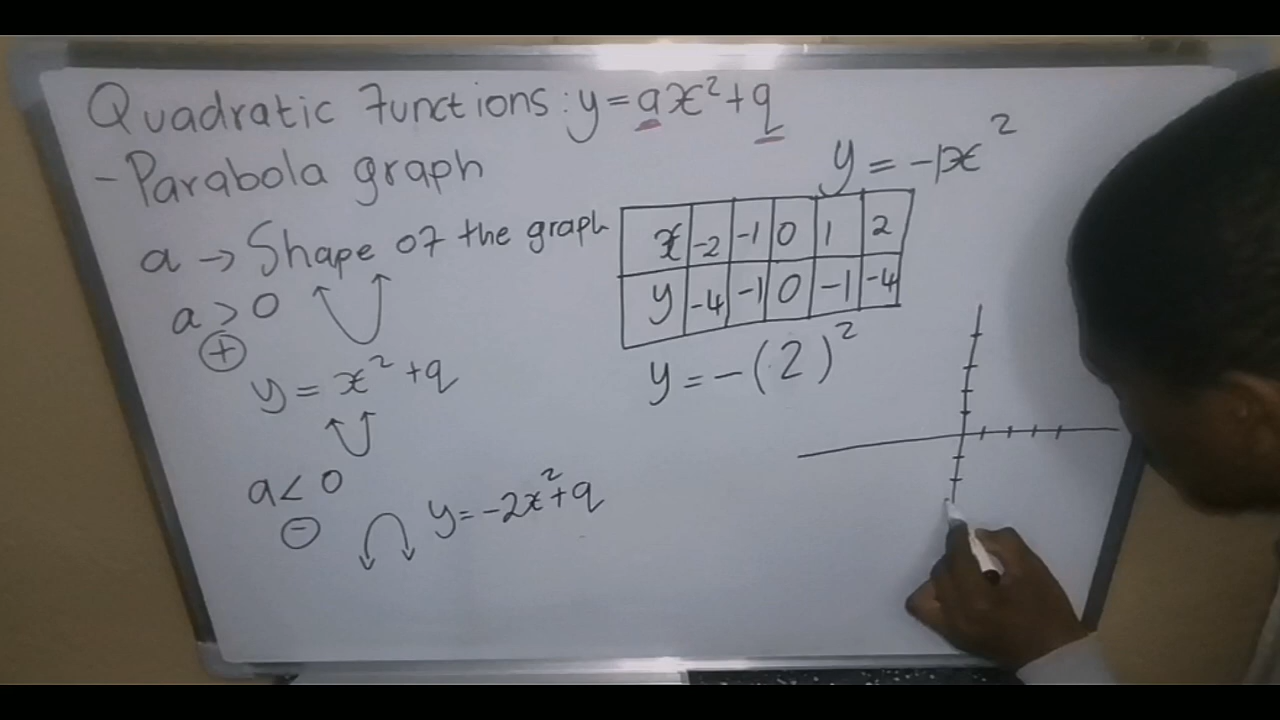 Quadratic Functions: y = ax² + q
- Parabola graph
a → Shape of the graph
a > 0
+
y = x² + q
a < 0
−
y = -2x² + q
y = -1x²
x -2 -1 0 1 2
y -4 -1 0 -1 -4
y = -(2)²